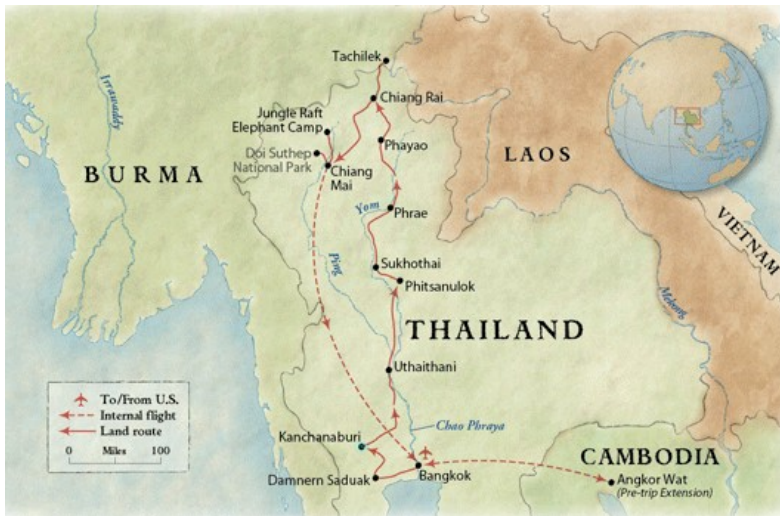 Tachilek
Irrawaddy
Chiang Rai
Jungle Raft
Elephant Camp
Phayao
Doi Suthep
National Park
Chiang
Mai
LAOS
BURMA
Yom
Phrae
VIETNAM
Ping
Sukhothai
Phitsanulok
Mekong
THAILAND
Uthaithani
To/From U.S.
Internal flight
Land route
0 Miles 100
Kanchanaburi
Chao Phraya
Damnern Saduak
Bangkok
CAMBODIA
Angkor Wat
(Pre-trip Extension)